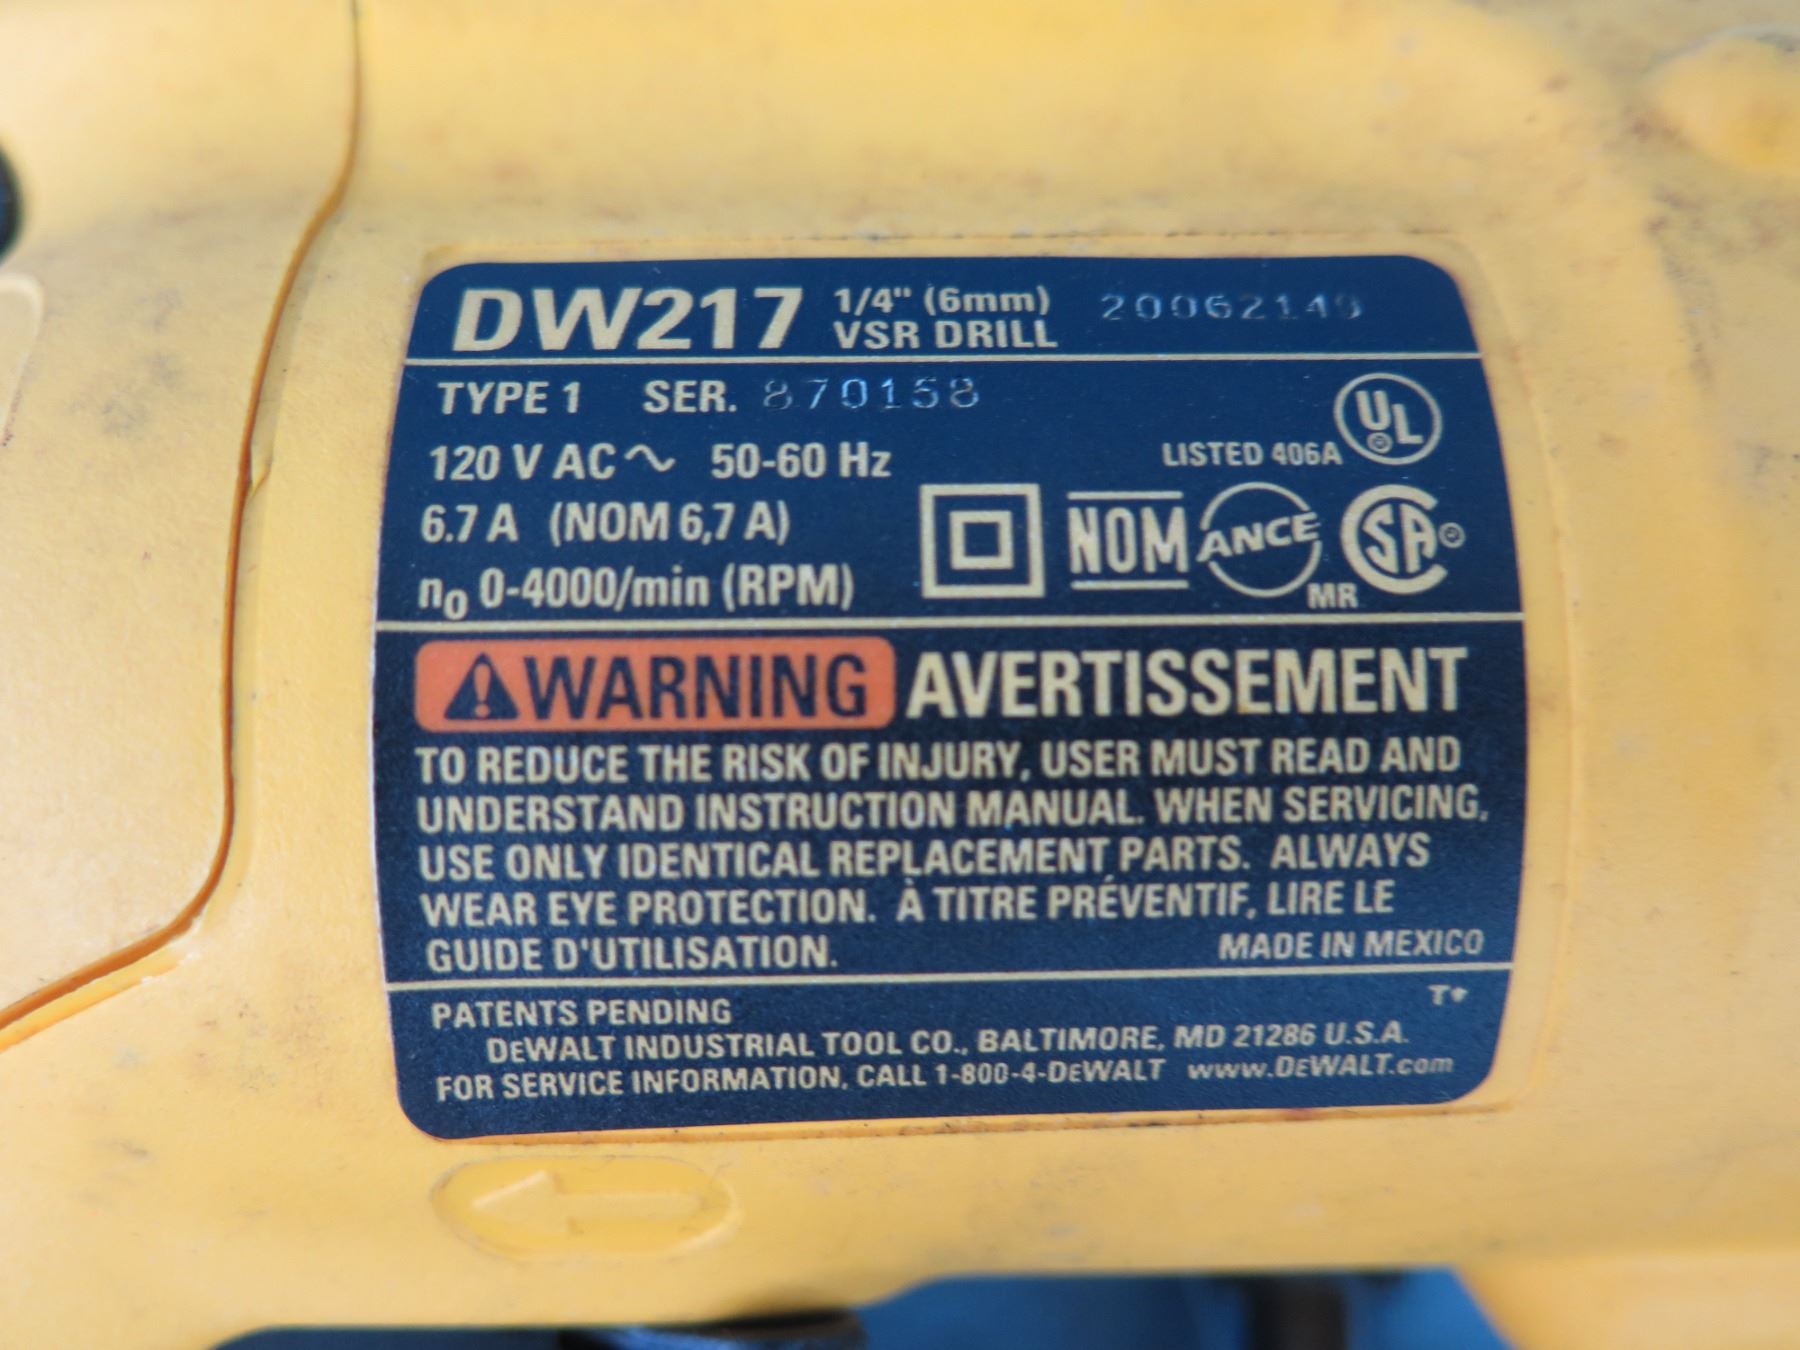 DW217 1/4" (6mm) VSR DRILL 20062149
TYPE 1 SER. 870158
UL
LISTED 406A
120 V AC ~ 50-60 Hz
6.7 A (NOM 6,7 A)
NOM ANCE SA
MR
n₀ 0-4000/min (RPM)
⚠WARNING AVERTISSEMENT
TO REDUCE THE RISK OF INJURY, USER MUST READ AND
UNDERSTAND INSTRUCTION MANUAL. WHEN SERVICING,
USE ONLY IDENTICAL REPLACEMENT PARTS. ALWAYS
WEAR EYE PROTECTION. À TITRE PRÉVENTIF, LIRE LE
GUIDE D'UTILISATION. MADE IN MEXICO
PATENTS PENDING
DEWALT INDUSTRIAL TOOL CO., BALTIMORE, MD 21286 U.S.A.
FOR SERVICE INFORMATION, CALL 1-800-4-DEWALT www.DEWALT.com